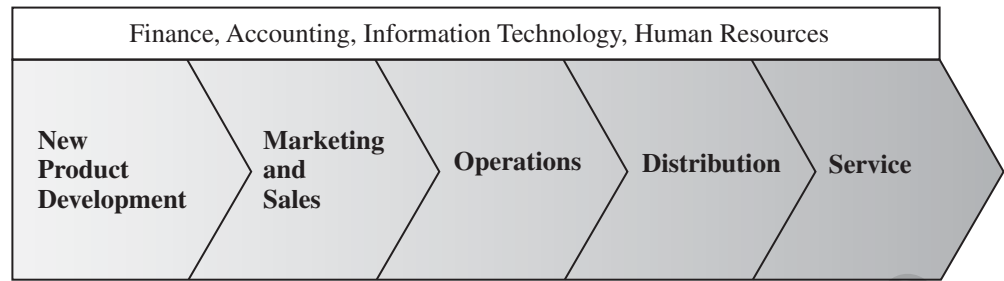 Finance, Accounting, Information Technology, Human Resources
New
Product
Development
Marketing
and
Sales
Operations
Distribution
Service